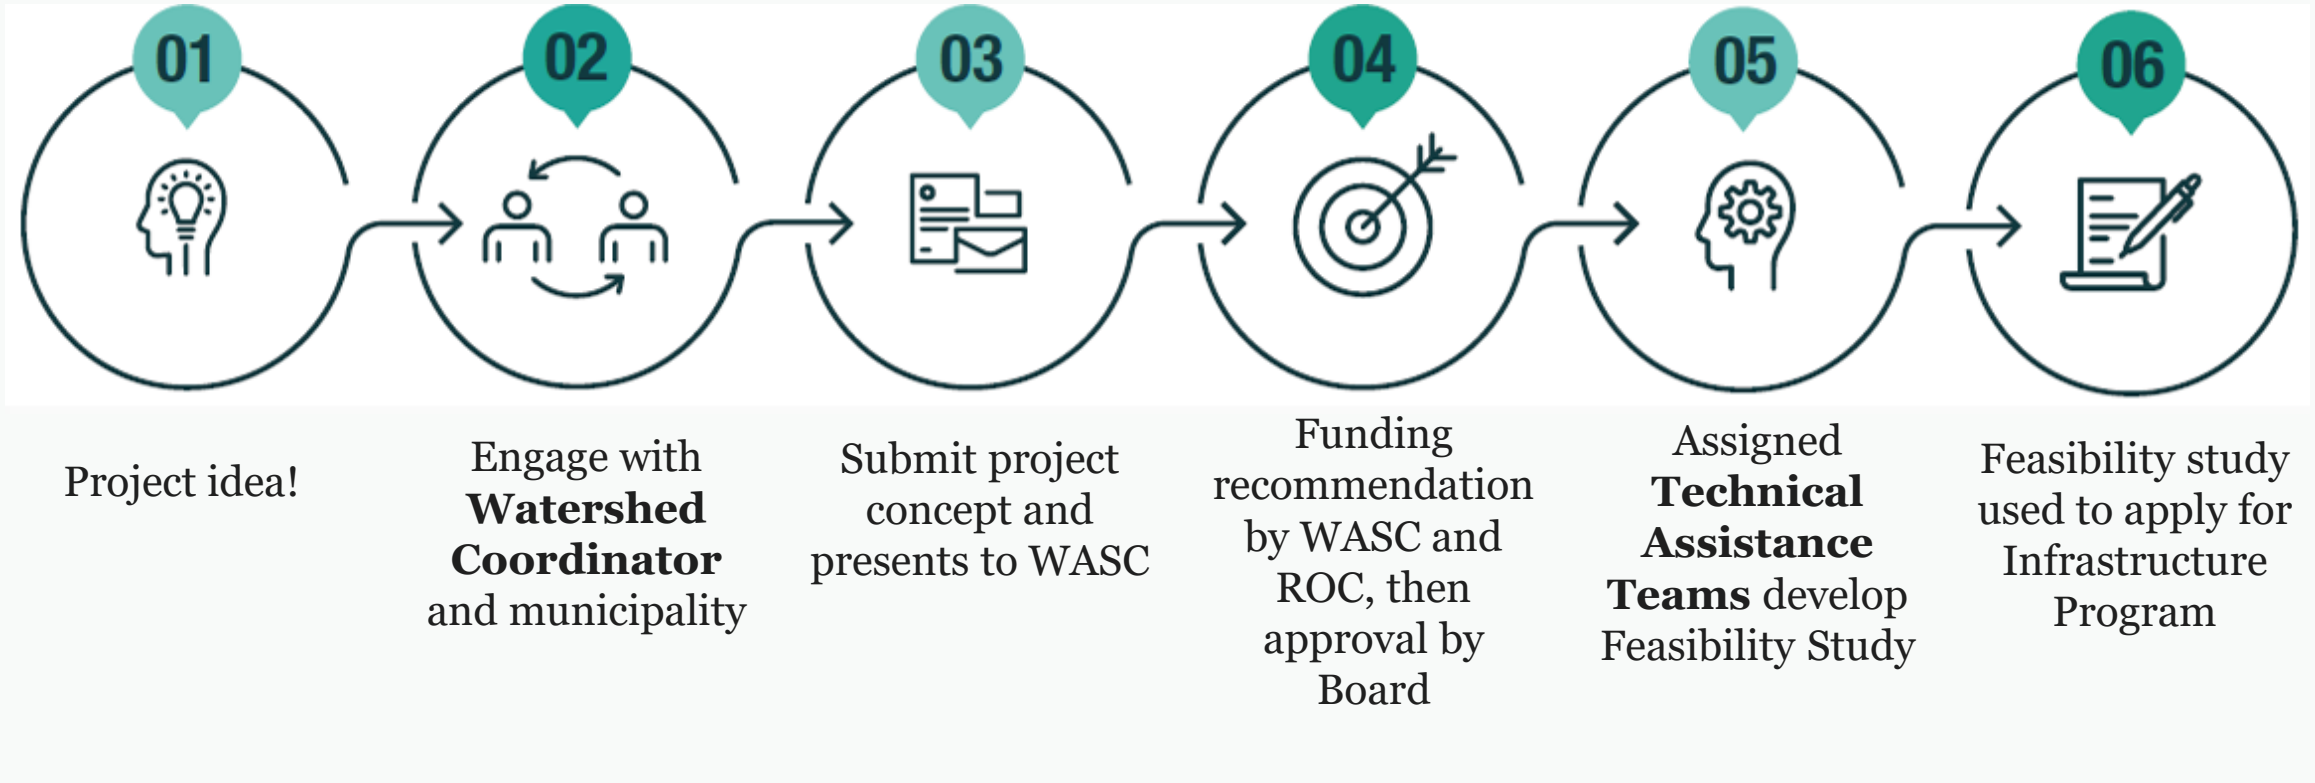 01
Project idea!
02
Engage with
Watershed
Coordinator
and municipality
03
Submit project
concept and
presents to WASC
04
Funding
recommendation
by WASC and
ROC, then
approval by
Board
05
Assigned
Technical
Assistance
Teams develop
Feasibility Study
06
Feasibility study
used to apply for
Infrastructure
Program